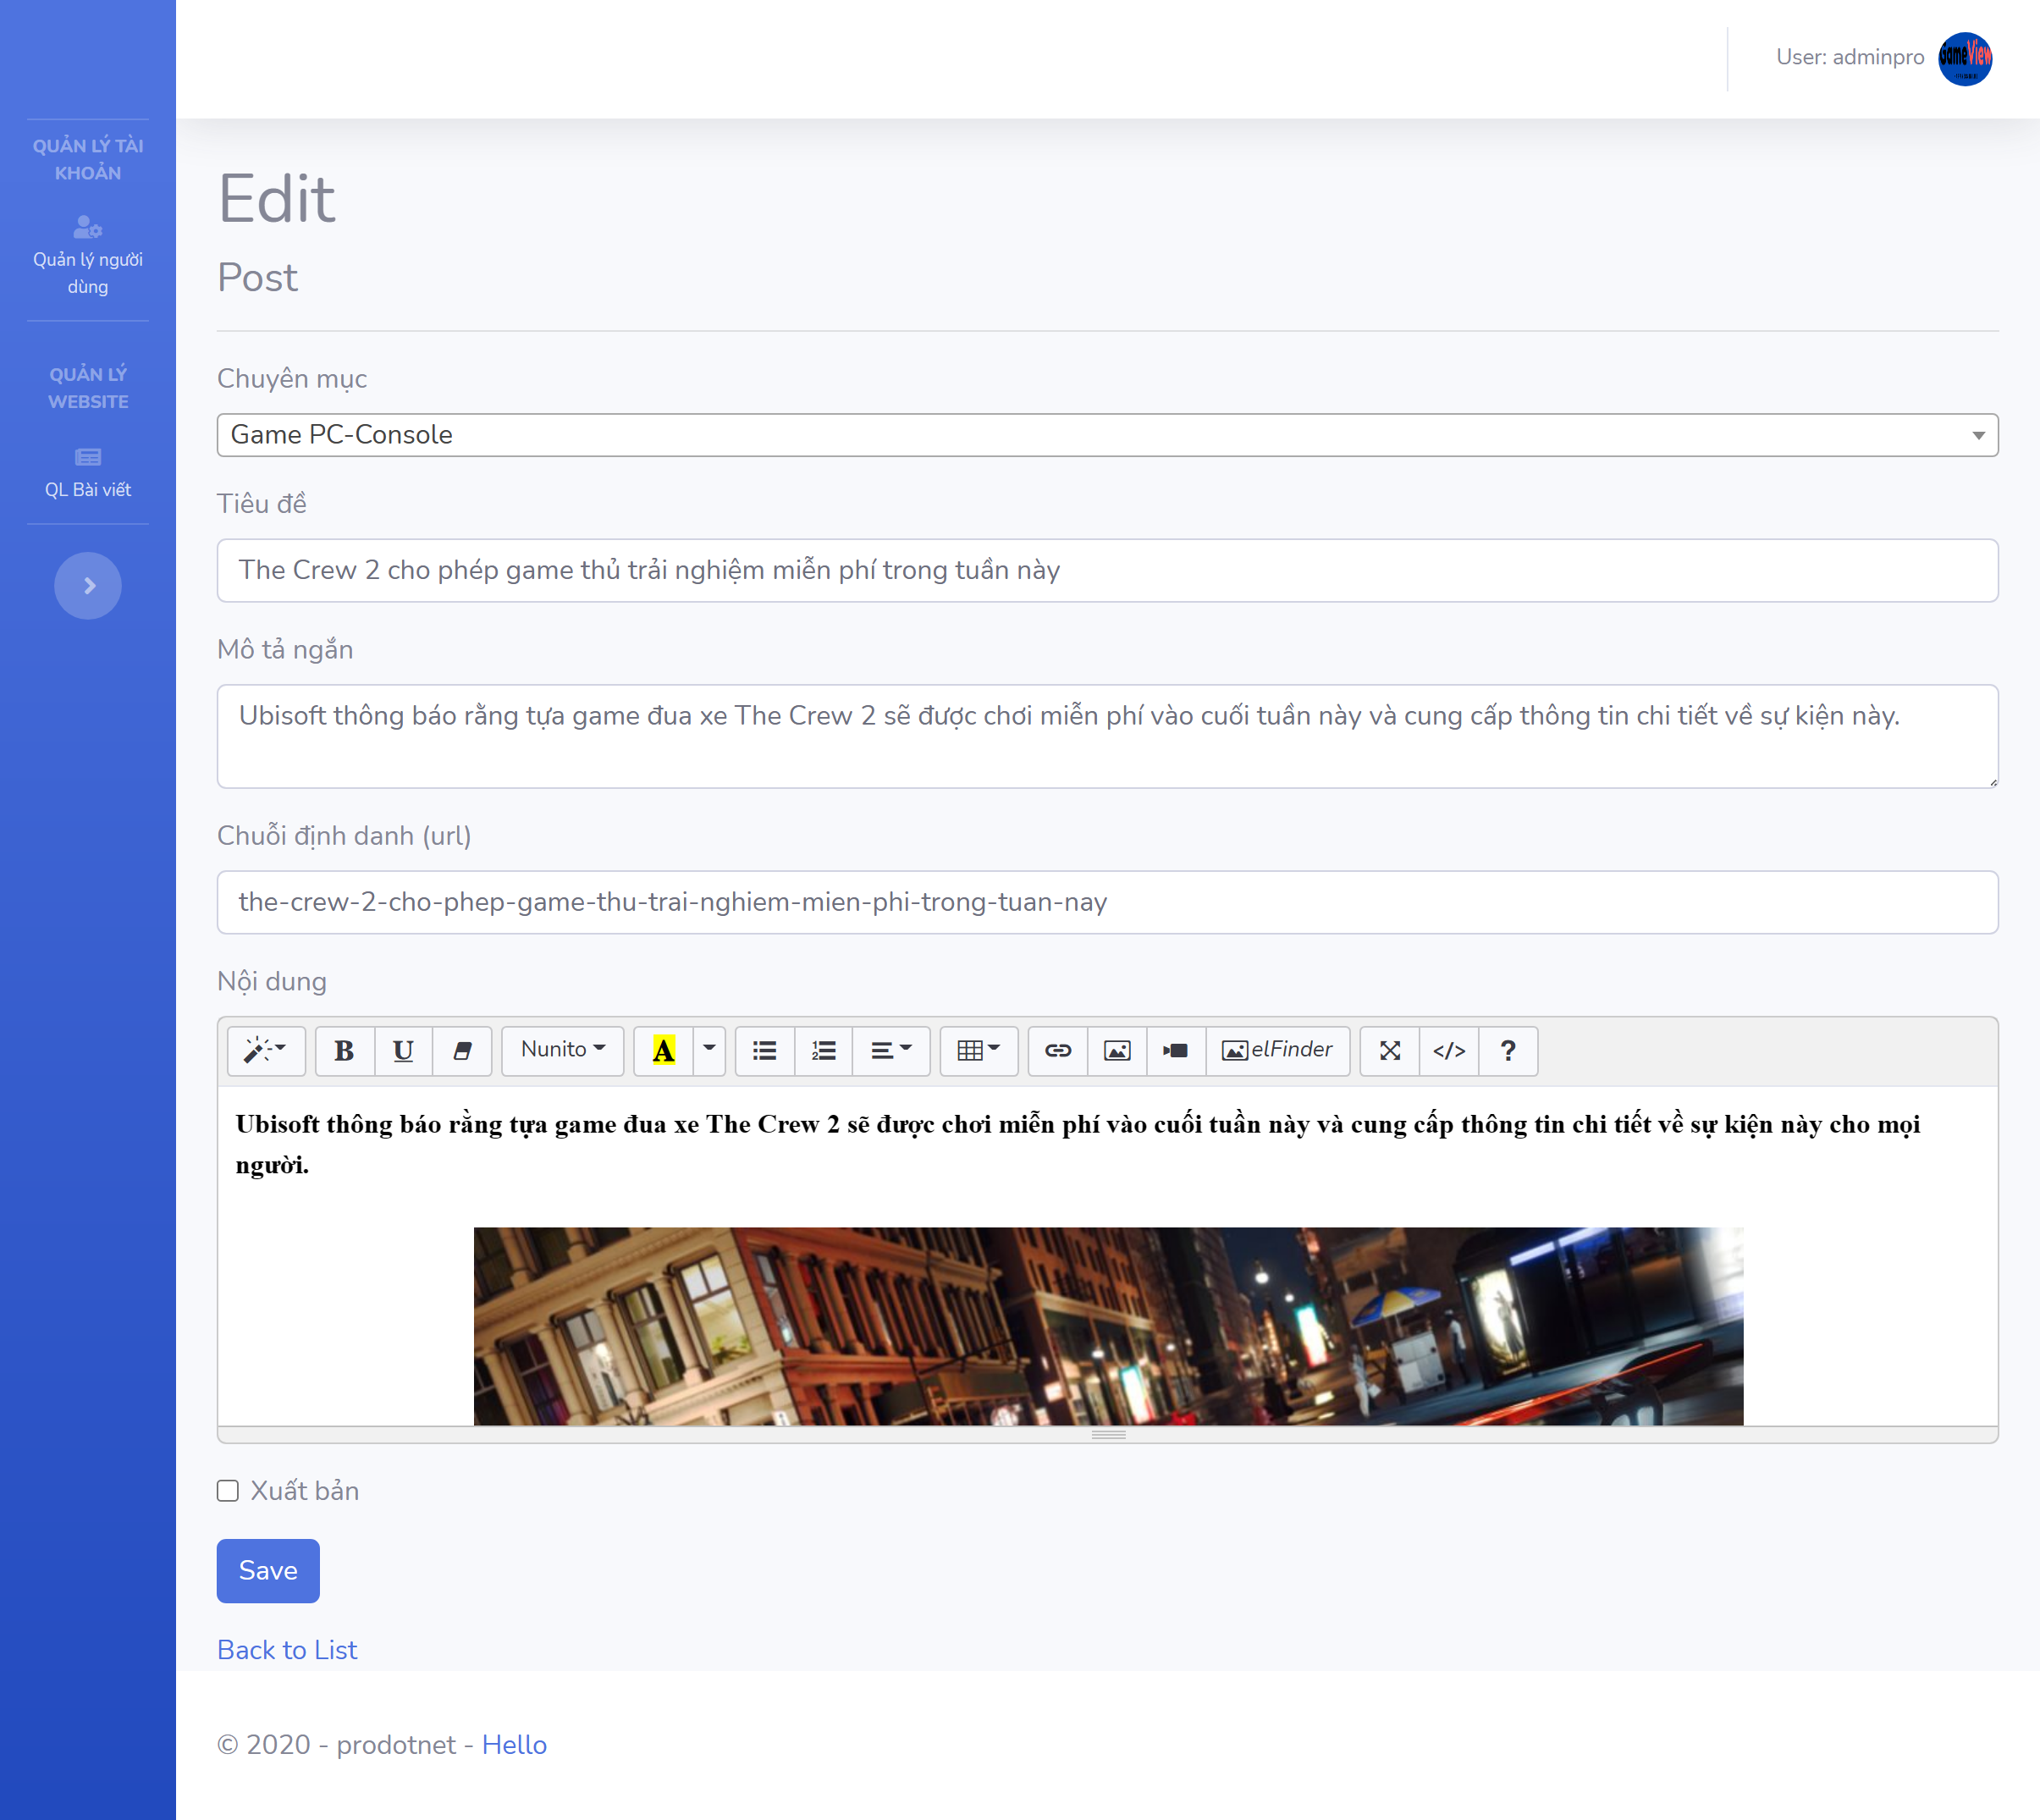 User: adminpro
GameView
QUẢN LÝ TÀI
KHOẢN
Quản lý người
dùng
QUẢN LÝ
WEBSITE
QL Bài viết
Edit
Post
Chuyên mục
Game PC-Console
Tiêu đề
The Crew 2 cho phép game thủ trải nghiệm miễn phí trong tuần này
Mô tả ngắn
Ubisoft thông báo rằng tựa game đua xe The Crew 2 sẽ được chơi miễn phí vào cuối tuần này và cung cấp thông tin chi tiết về sự kiện này.
Chuỗi định danh (url)
the-crew-2-cho-phep-game-thu-trai-nghiem-mien-phi-trong-tuan-nay
Nội dung
B U Nunito A elFinder </> ?
Ubisoft thông báo rằng tựa game đua xe The Crew 2 sẽ được chơi miễn phí vào cuối tuần này và cung cấp thông tin chi tiết về sự kiện này cho mọi
người.
Xuất bản
Save
Back to List
© 2020 - prodotnet - Hello